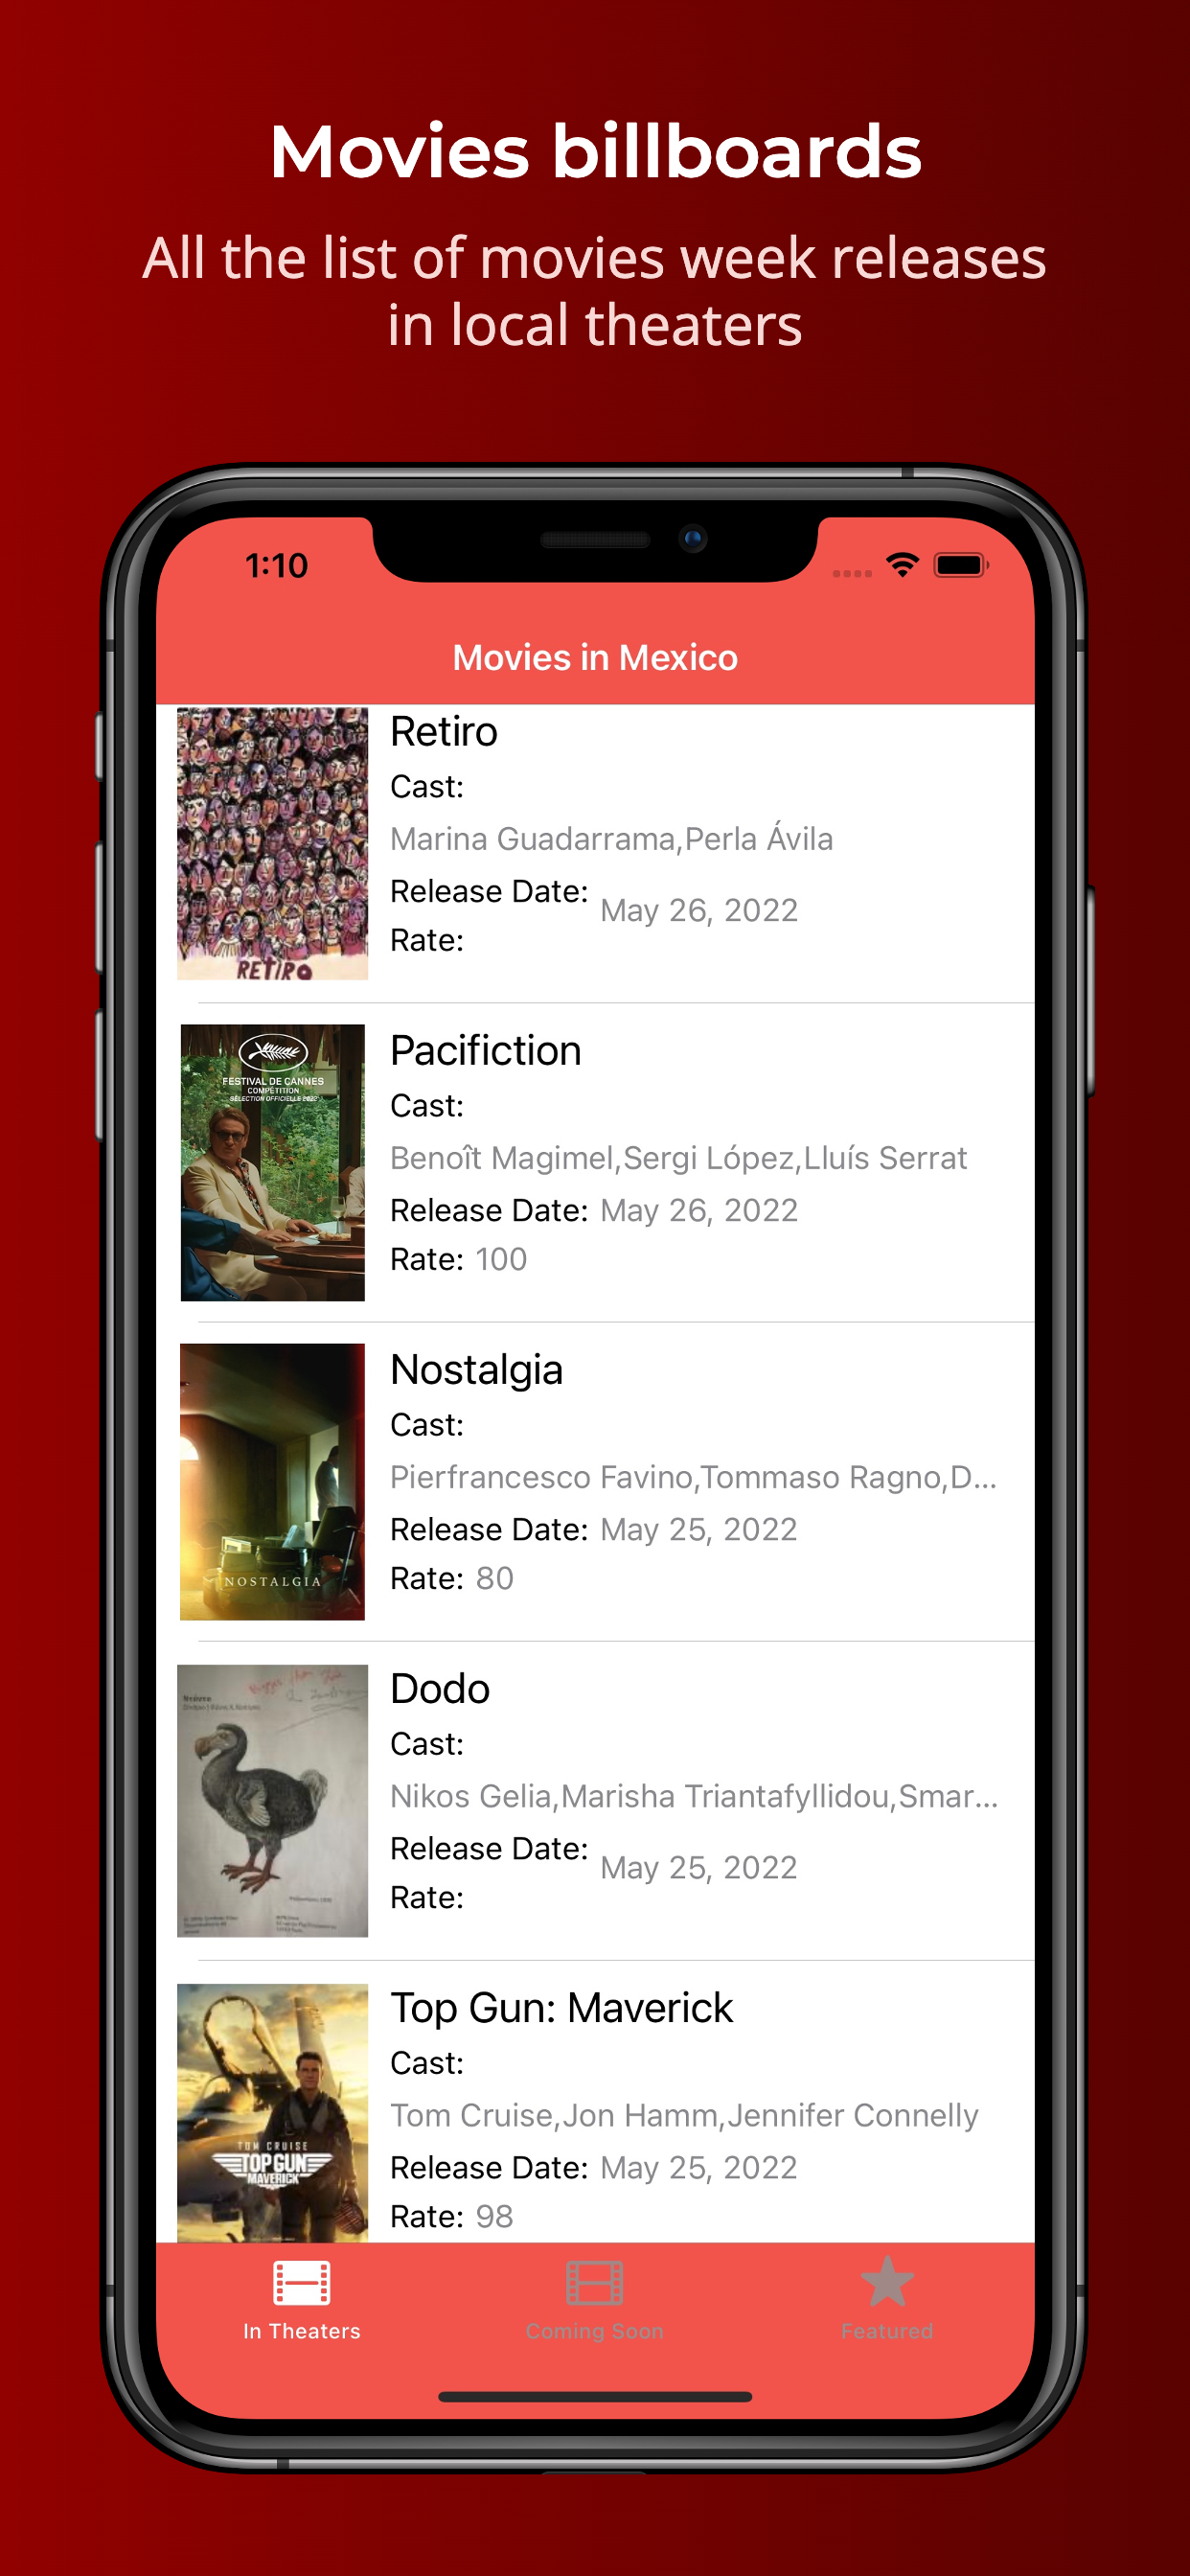 Movies billboards
All the list of movies week releases
in local theaters
1:10
Movies in Mexico
RETIRO
Retiro
Cast:
Marina Guadarrama,Perla Ávila
Release Date: May 26, 2022
Rate:
FESTIVAL DE CANNES
COMPÉTITION
SÉLECTION OFFICIELLE 2022
Pacifiction
Cast:
Benoît Magimel,Sergi López,Lluís Serrat
Release Date: May 26, 2022
Rate: 100
NOSTALGIA
Nostalgia
Cast:
Pierfrancesco Favino,Tommaso Ragno,D...
Release Date: May 25, 2022
Rate: 80
Dodo
Cast:
Nikos Gelia,Marisha Triantafyllidou,Smar...
Release Date: May 25, 2022
Rate:
TOM CRUISE
TOP GUN
MAVERICK
Top Gun: Maverick
Cast:
Tom Cruise,Jon Hamm,Jennifer Connelly
Release Date: May 25, 2022
Rate: 98
In Theaters
Coming Soon
Featured